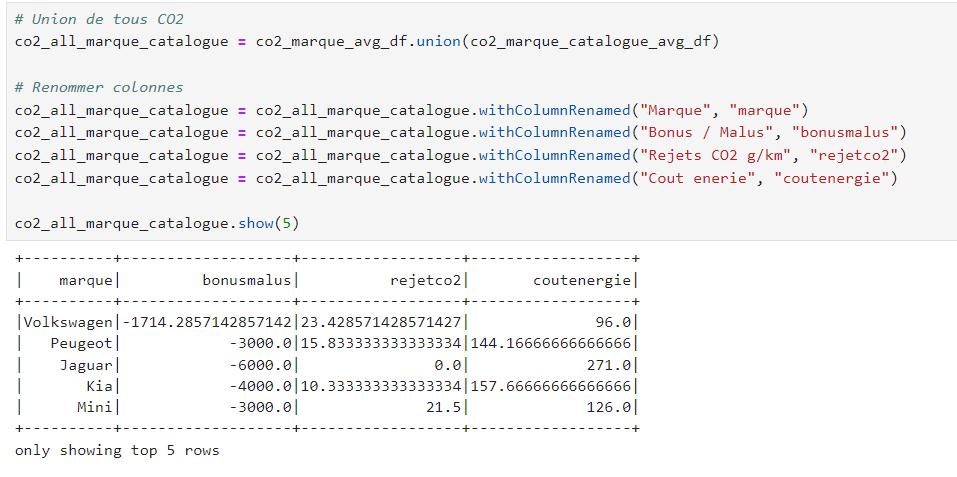 # Union de tous CO2
co2_all_marque_catalogue = co2_marque_avg_df.union(co2_marque_catalogue_avg_df)
# Renommer colonnes
co2_all_marque_catalogue = co2_all_marque_catalogue.withColumnRenamed("Marque", "marque")
co2_all_marque_catalogue = co2_all_marque_catalogue.withColumnRenamed("Bonus / Malus", "bonusmalus")
co2_all_marque_catalogue = co2_all_marque_catalogue.withColumnRenamed("Rejets CO2 g/km", "rejetco2")
co2_all_marque_catalogue = co2_all_marque_catalogue.withColumnRenamed("Cout enerie", "coutenergie")
co2_all_marque_catalogue.show(5)
+----------+-------------------+------------------+------------------+
|    marque|         bonusmalus|          rejetco2|       coutenergie|
+----------+-------------------+------------------+------------------+
|Volkswagen|-1714.2857142857142|23.428571428571427|              96.0|
|   Peugeot|            -3000.0|15.833333333333334|144.16666666666666|
|    Jaguar|            -6000.0|               0.0|             271.0|
|       Kia|            -4000.0|10.333333333333334|157.66666666666666|
|      Mini|            -3000.0|              21.5|             126.0|
+----------+-------------------+------------------+------------------+
only showing top 5 rows